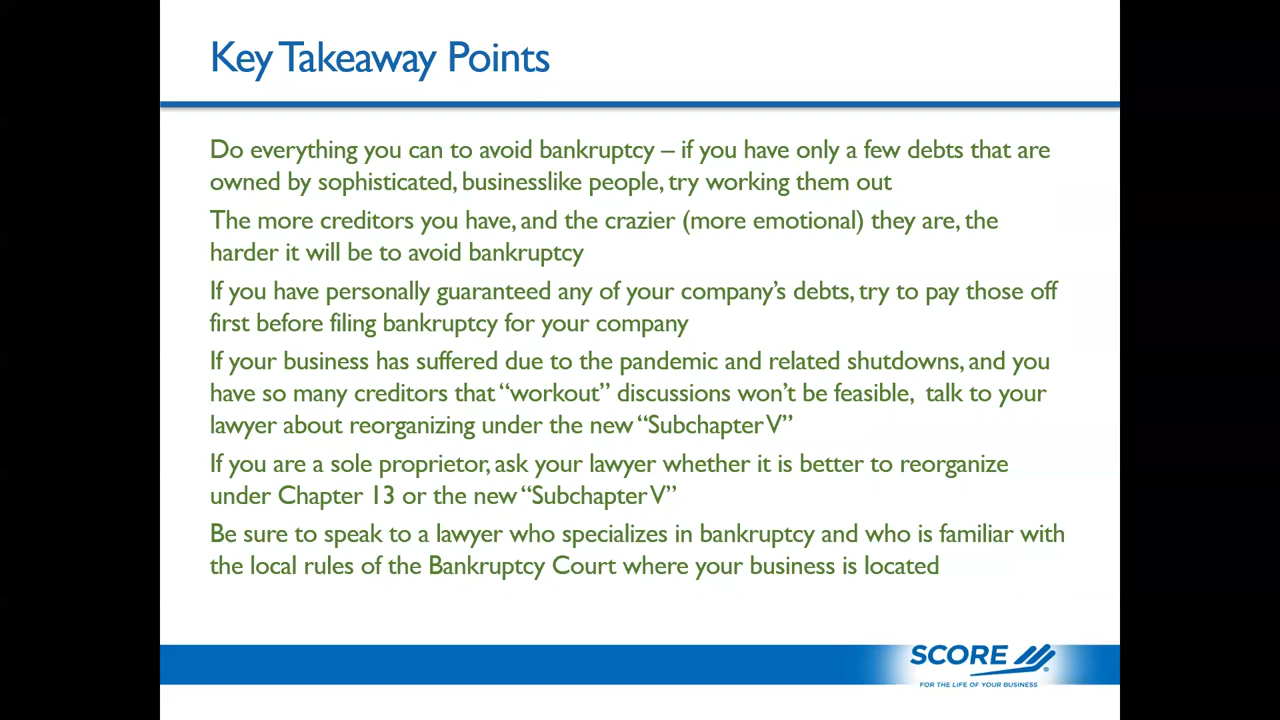 Key Takeaway Points
Do everything you can to avoid bankruptcy – if you have only a few debts that are
owned by sophisticated, businesslike people, try working them out
The more creditors you have, and the crazier (more emotional) they are, the
harder it will be to avoid bankruptcy
If you have personally guaranteed any of your company’s debts, try to pay those off
first before filing bankruptcy for your company
If your business has suffered due to the pandemic and related shutdowns, and you
have so many creditors that “workout” discussions won’t be feasible,  talk to your
lawyer about reorganizing under the new “Subchapter V”
If you are a sole proprietor, ask your lawyer whether it is better to reorganize
under Chapter 13 or the new “Subchapter V”
Be sure to speak to a lawyer who specializes in bankruptcy and who is familiar with
the local rules of the Bankruptcy Court where your business is located
SCORE
®
FOR THE LIFE OF YOUR BUSINESS